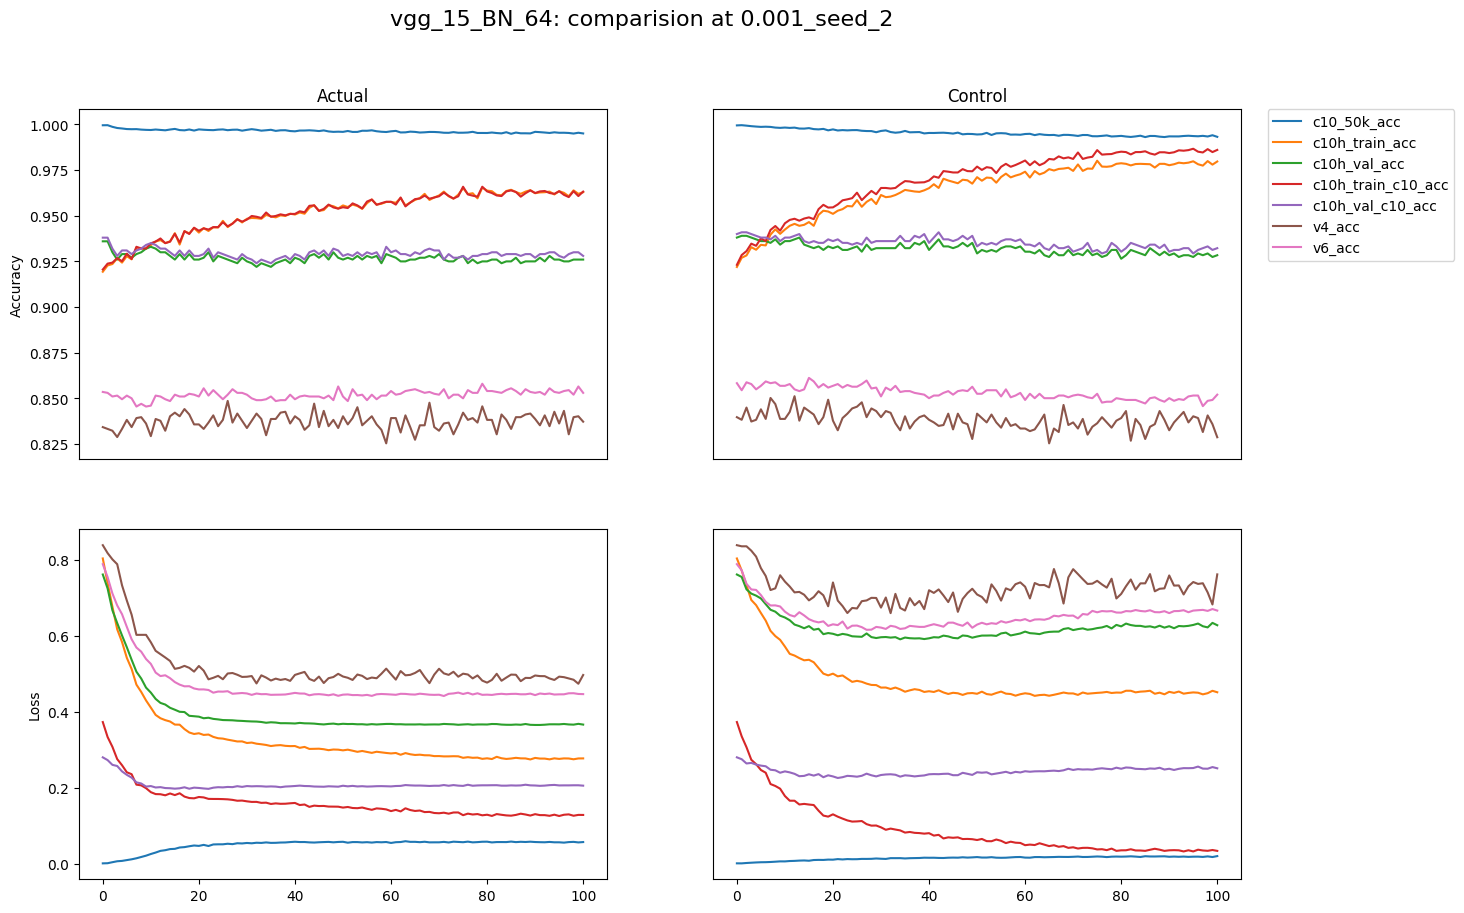 vgg_15_BN_64: comparision at 0.001_seed_2
Actual
Control
Accuracy
1.000
0.975
0.950
0.925
0.900
0.875
0.850
0.825
c10_50k_acc
c10h_train_acc
c10h_val_acc
c10h_train_c10_acc
c10h_val_c10_acc
v4_acc
v6_acc
Loss
0.8
0.6
0.4
0.2
0.0
0 20 40 60 80 100
0 20 40 60 80 100